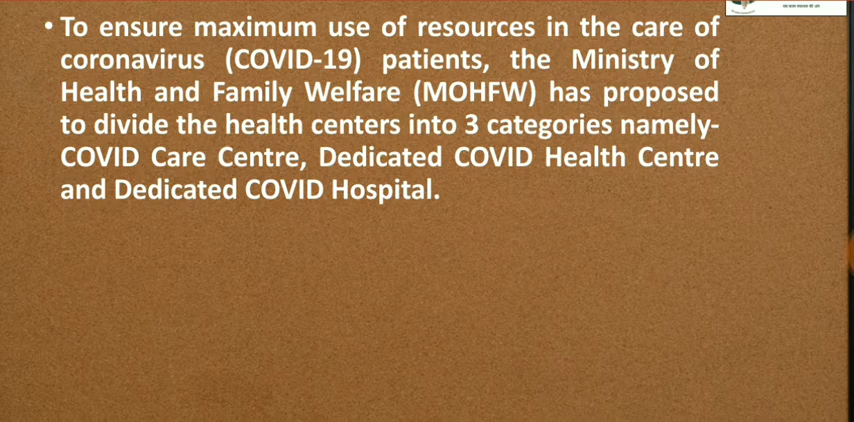 • To ensure maximum use of resources in the care of
coronavirus (COVID-19) patients, the Ministry of
Health and Family Welfare (MOHFW) has proposed
to divide the health centers into 3 categories namely-
COVID Care Centre, Dedicated COVID Health Centre
and Dedicated COVID Hospital.